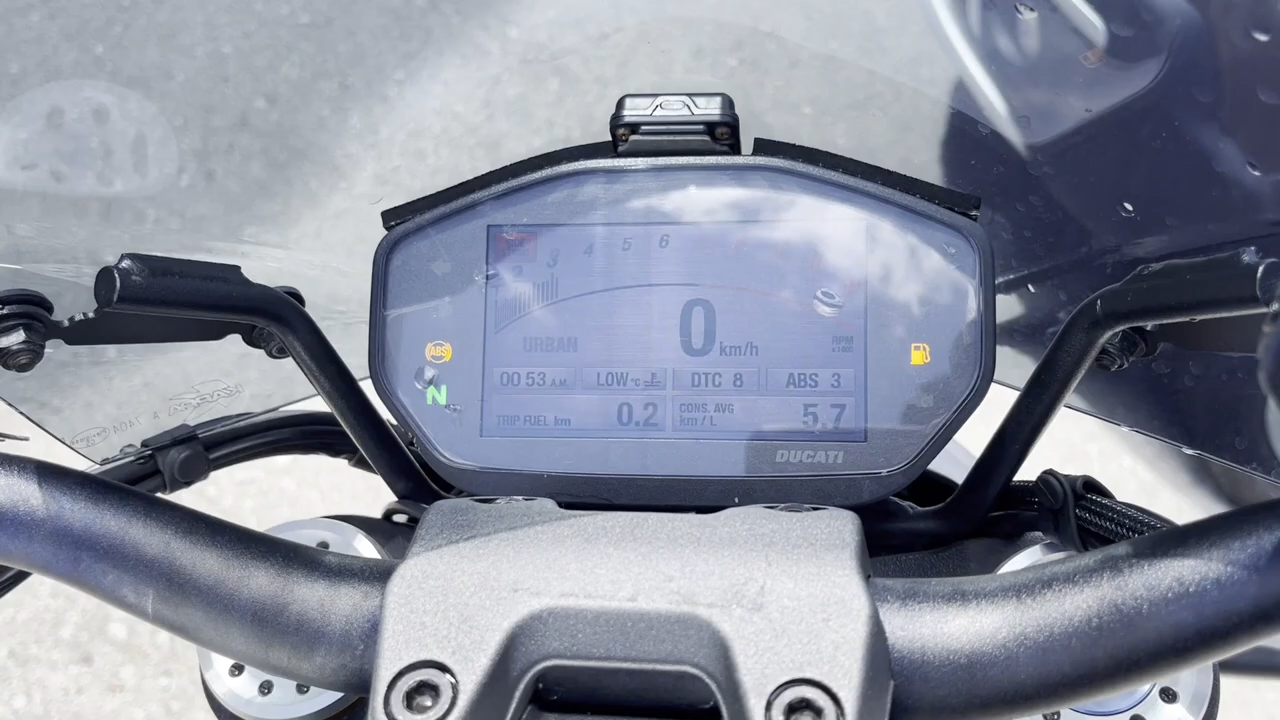 3 4 5 6
0 km/h
URBAN
RPM
x1000
00 53 A.M. LOW °C DTC 8 ABS 3
TRIP FUEL km 0.2
CONS. AVG
km / L 5.7
ABS
N
DUCATI